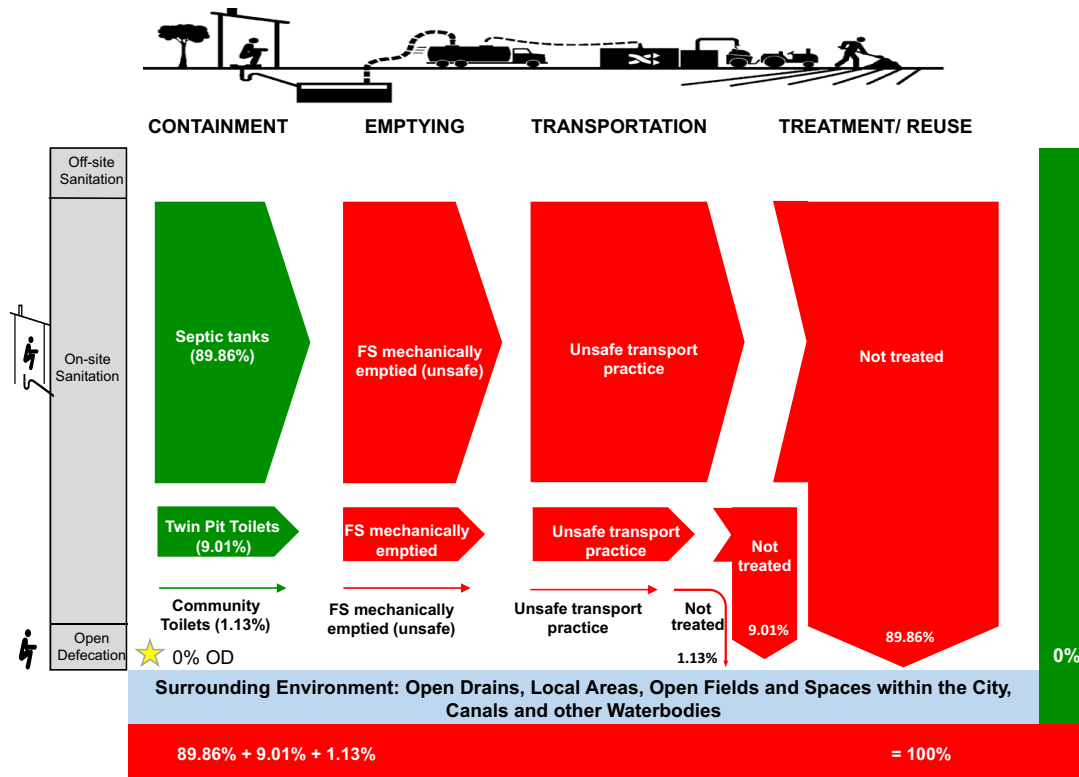 CONTAINMENT
EMPTYING
TRANSPORTATION
TREATMENT/ REUSE
Off-site
Sanitation
On-site
Sanitation
Open
Defecation
Septic tanks
(89.86%)
FS mechanically
emptied (unsafe)
Unsafe transport
practice
Not treated
Twin Pit Toilets
(9.01%)
FS mechanically
emptied
Unsafe transport
practice
Not
treated
9.01%
89.86%
Community
Toilets (1.13%)
FS mechanically
emptied (unsafe)
Unsafe transport
practice
Not
treated
1.13%
0% OD
0%
Surrounding Environment: Open Drains, Local Areas, Open Fields and Spaces within the City,
Canals and other Waterbodies
89.86% + 9.01% + 1.13%
= 100%